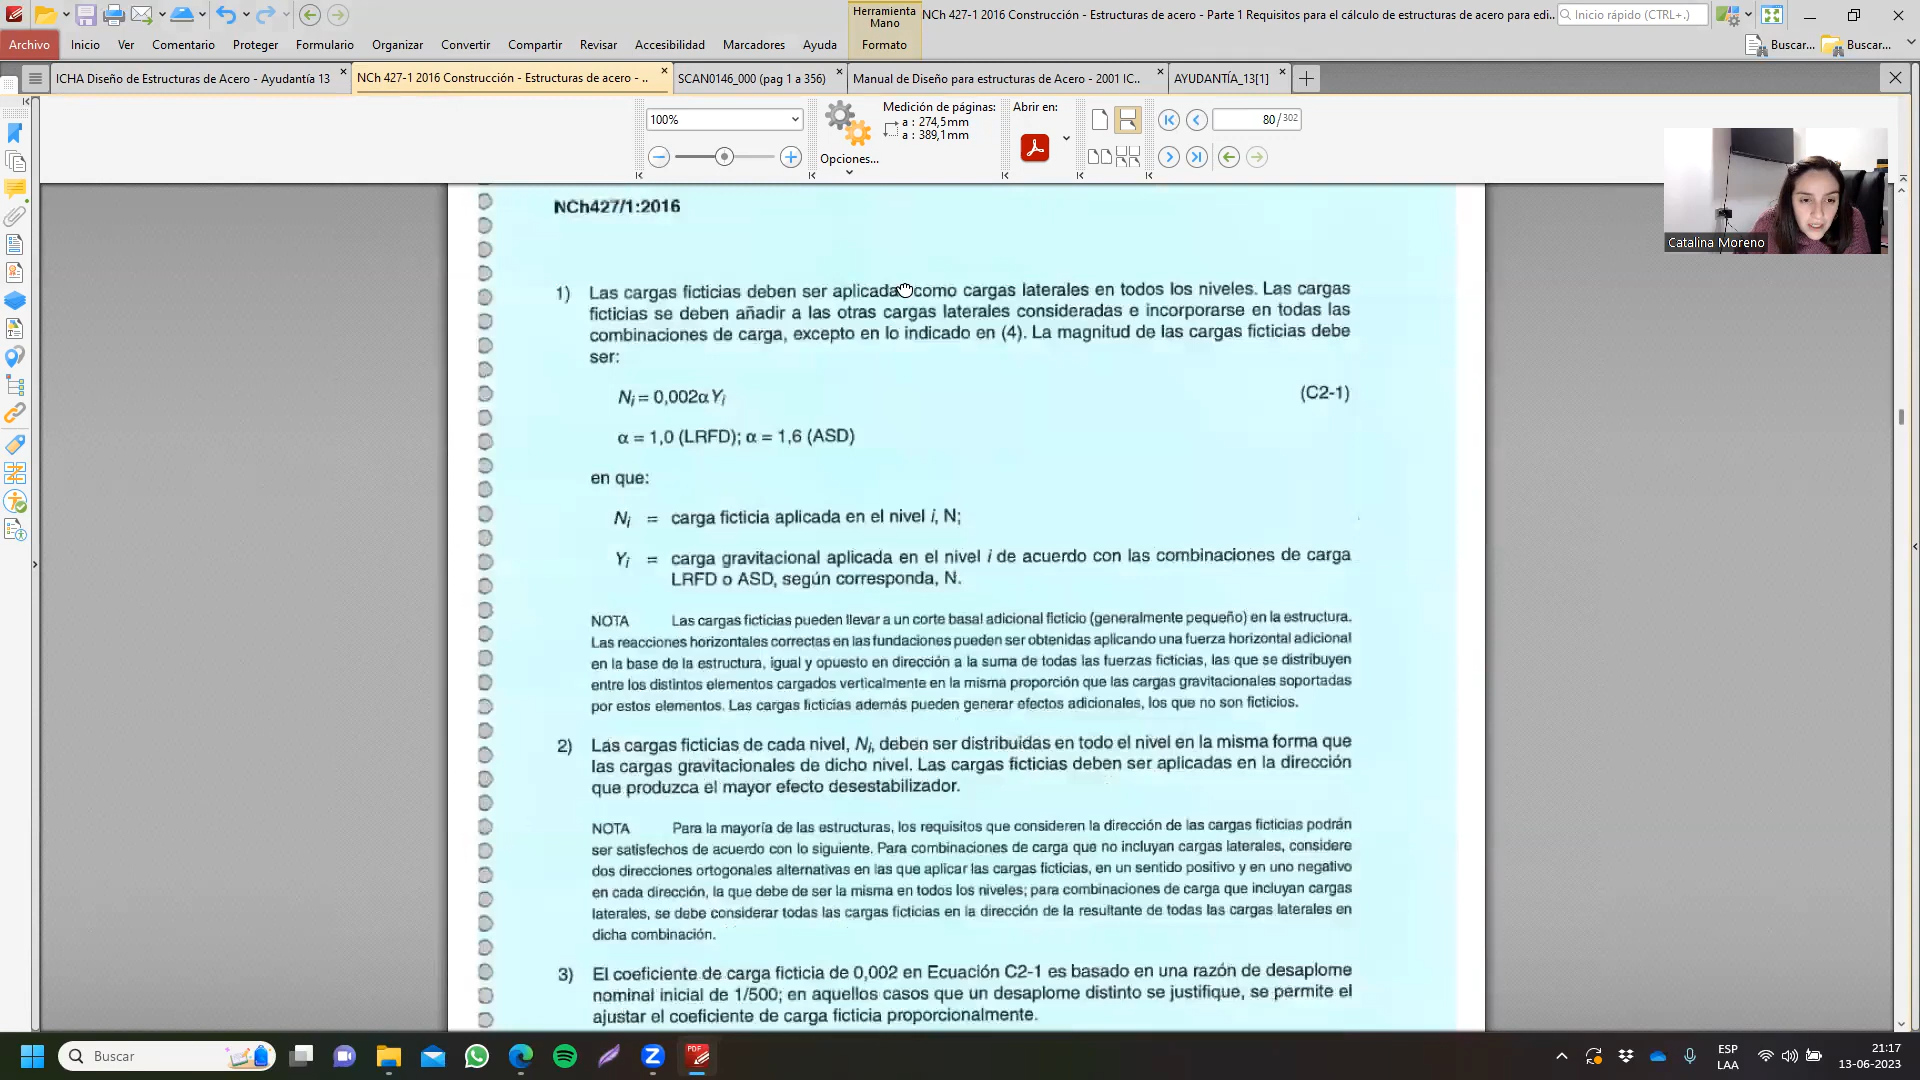 Herramienta
Mano
NCh 427-1 2016 Construcción - Estructuras de acero - Parte 1 Requisitos para el cálculo de estructuras de acero para edi..
Inicio rápido (CTRL+.)
Archivo
Inicio
Ver
Comentario
Proteger
Formulario
Organizar
Convertir
Compartir
Revisar
Accesibilidad
Marcadores
Ayuda
Formato
Buscar...
Buscar...
ICHA Diseño de Estructuras de Acero - Ayudantía 13
NCh 427-1 2016 Construcción - Estructuras de acero - ..
SCAN0146_000 (pag 1 a 356)
Manual de Diseño para estructuras de Acero - 2001 IC..
AYUDANTÍA_13[1]
100%
Opciones...
Medición de páginas:
a : 274,5mm
a : 389,1mm
Abrir en:
80 / 302
Catalina Moreno
NCh427/1:2016
1) Las cargas ficticias deben ser aplicada como cargas laterales en todos los niveles. Las cargas
ficticias se deben añadir a las otras cargas laterales consideradas e incorporarse en todas las
combinaciones de carga, excepto en lo indicado en (4). La magnitud de las cargas ficticias debe
ser:
Ni = 0,002αYi (C2-1)
α = 1,0 (LRFD); α = 1,6 (ASD)
en que:
Ni = carga ficticia aplicada en el nivel i, N;
Yi = carga gravitacional aplicada en el nivel i de acuerdo con las combinaciones de carga
LRFD o ASD, según corresponda, N.
NOTA Las cargas ficticias pueden llevar a un corte basal adicional ficticio (generalmente pequeño) en la estructura.
Las reacciones horizontales correctas en las fundaciones pueden ser obtenidas aplicando una fuerza horizontal adicional
en la base de la estructura, igual y opuesto en dirección a la suma de todas las fuerzas ficticias, las que se distribuyen
entre los distintos elementos cargados verticalmente en la misma proporción que las cargas gravitacionales soportadas
por estos elementos. Las cargas ficticias además pueden generar efectos adicionales, los que no son ficticios.
2) Las cargas ficticias de cada nivel, Ni, deben ser distribuidas en todo el nivel en la misma forma que
las cargas gravitacionales de dicho nivel. Las cargas ficticias deben ser aplicadas en la dirección
que produzca el mayor efecto desestabilizador.
NOTA Para la mayoría de las estructuras, los requisitos que consideren la dirección de las cargas ficticias podrán
ser satisfechos de acuerdo con lo siguiente. Para combinaciones de carga que no incluyan cargas laterales, considere
dos direcciones ortogonales alternativas en las que aplicar las cargas ficticias, en un sentido positivo y en uno negativo
en cada dirección, la que debe de ser la misma en todos los niveles; para combinaciones de carga que incluyan cargas
laterales, se debe considerar todas las cargas ficticias en la dirección de la resultante de todas las cargas laterales en
dicha combinación.
3) El coeficiente de carga ficticia de 0,002 en Ecuación C2-1 es basado en una razón de desaplome
nominal inicial de 1/500; en aquellos casos que un desaplome distinto se justifique, se permite el
ajustar el coeficiente de carga ficticia proporcionalmente.
Buscar
PDF
ESP
LAA
21:17
13-06-2023